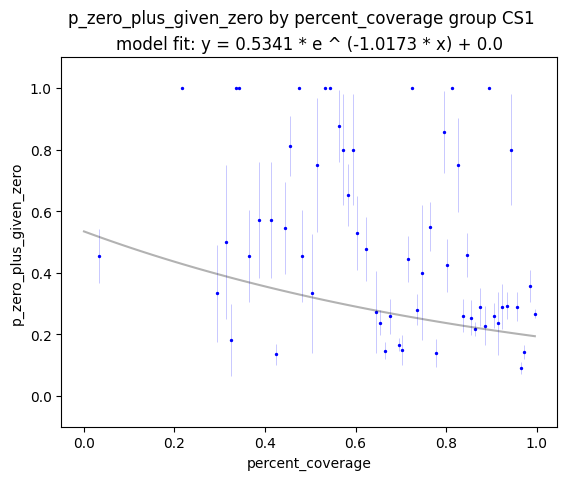 p_zero_plus_given_zero by percent_coverage group CS1
model fit: y = 0.5341 * e ^ (-1.0173 * x) + 0.0
1.0
0.8
0.6
0.4
0.2
0.0
p_zero_plus_given_zero
0.0 0.2 0.4 0.6 0.8 1.0
percent_coverage